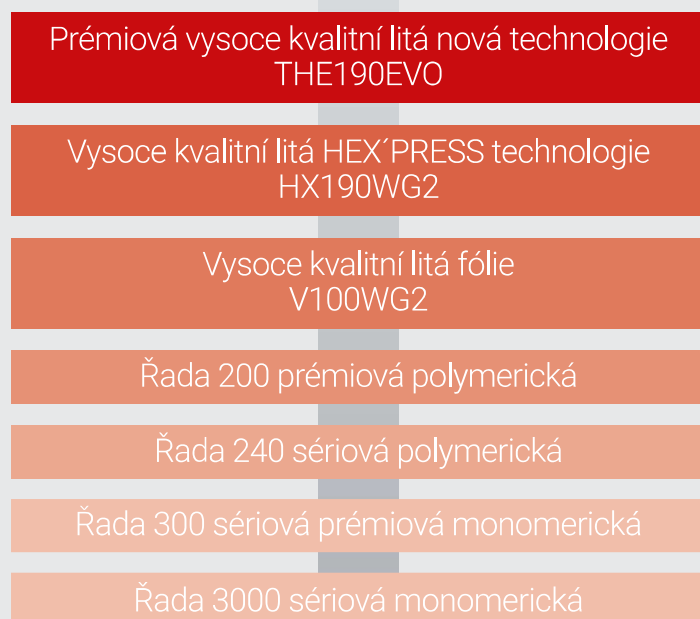 Prémiová vysoce kvalitní litá nová technologie
THE190EVO
Vysoce kvalitní litá HEX´PRESS technologie
HX190WG2
Vysoce kvalitní litá fólie
V100WG2
Řada 200 prémiová polymerická
Řada 240 sériová polymerická
Řada 300 sériová prémiová monomerická
Řada 3000 sériová monomerická